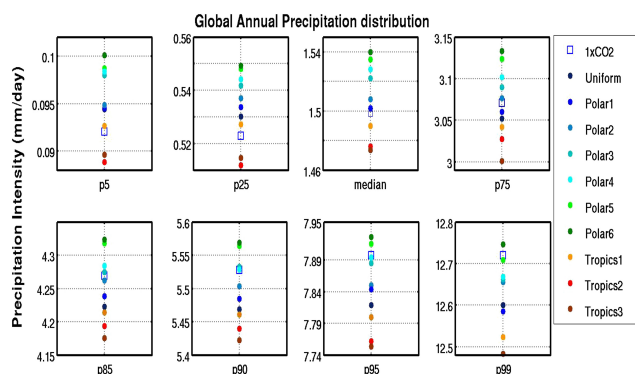 Global Annual Precipitation distribution
Precipitation Intensity (mm/day)
0.1
0.095
0.09
p5
0.56
0.54
0.52
p25
1.54
1.5
1.46
median
3.15
3.1
3.05
3
p75
4.3
4.25
4.2
4.15
p85
5.6
5.5
5.4
p90
7.95
7.89
7.84
7.79
7.74
p95
12.8
12.7
12.6
12.5
p99
1xCO2
Uniform
Polar1
Polar2
Polar3
Polar4
Polar5
Polar6
Tropics1
Tropics2
Tropics3